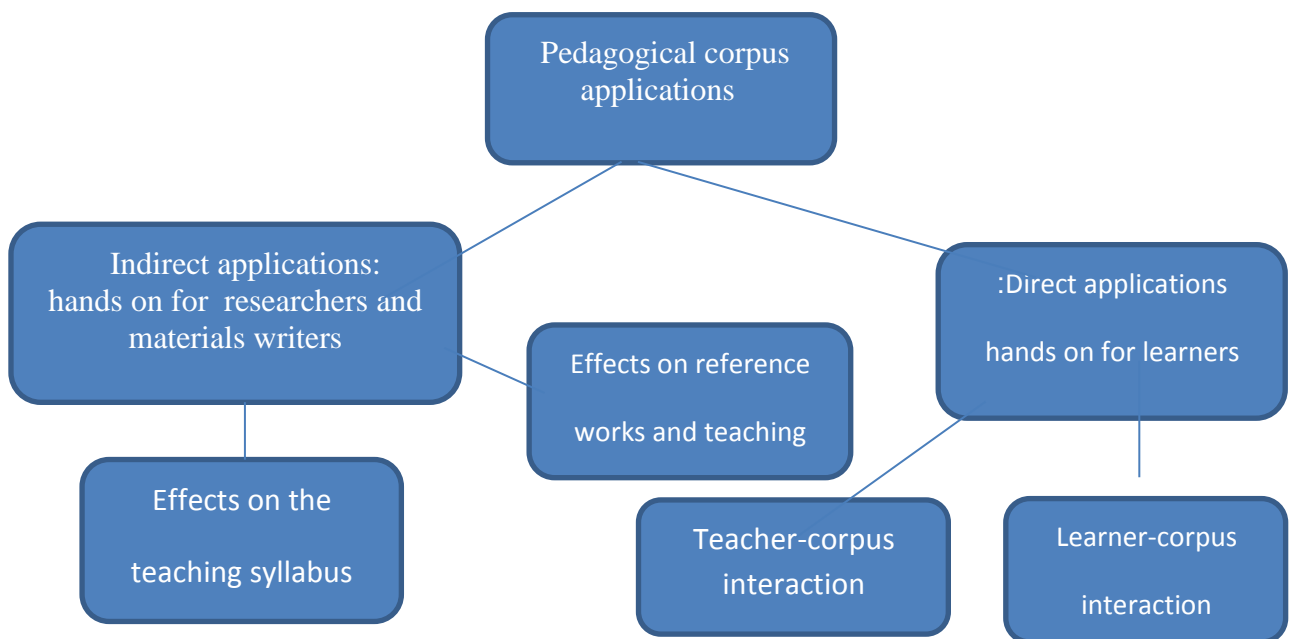 Pedagogical corpus
applications
Indirect applications:
hands on for researchers and
materials writers
:Direct applications
hands on for learners
Effects on reference
works and teaching
Effects on the
teaching syllabus
Teacher-corpus
interaction
Learner-corpus
interaction